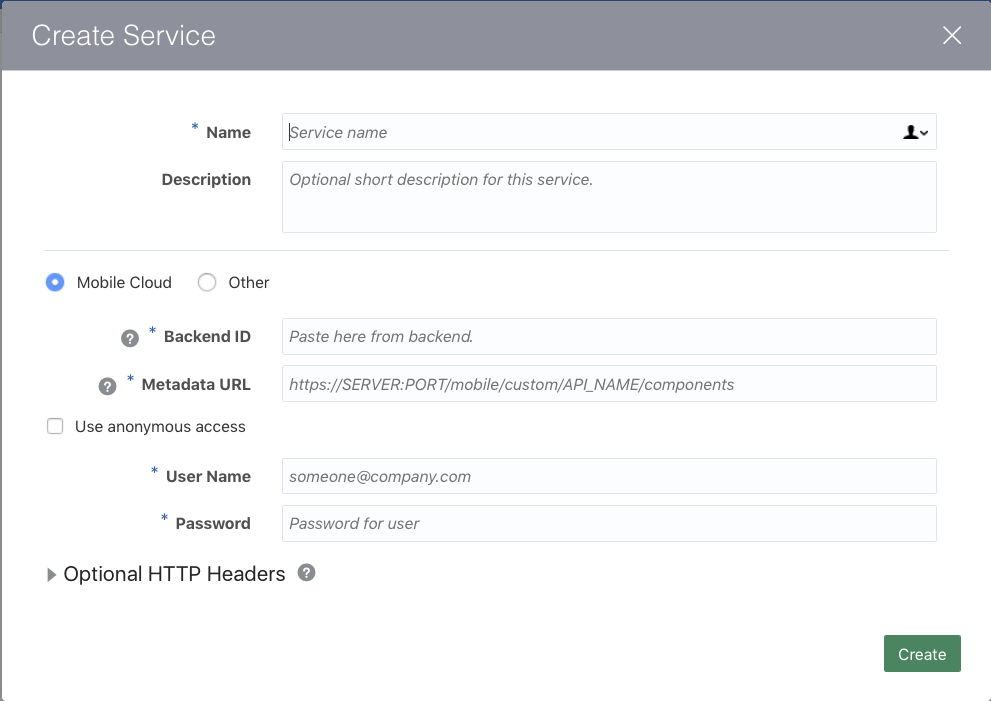 Create Service
* Name Service name
Description Optional short description for this service.
Mobile Cloud Other
? * Backend ID Paste here from backend.
? * Metadata URL https://SERVER:PORT/mobile/custom/API_NAME/components
Use anonymous access
* User Name someone@company.com
* Password Password for user
Optional HTTP Headers ?
Create